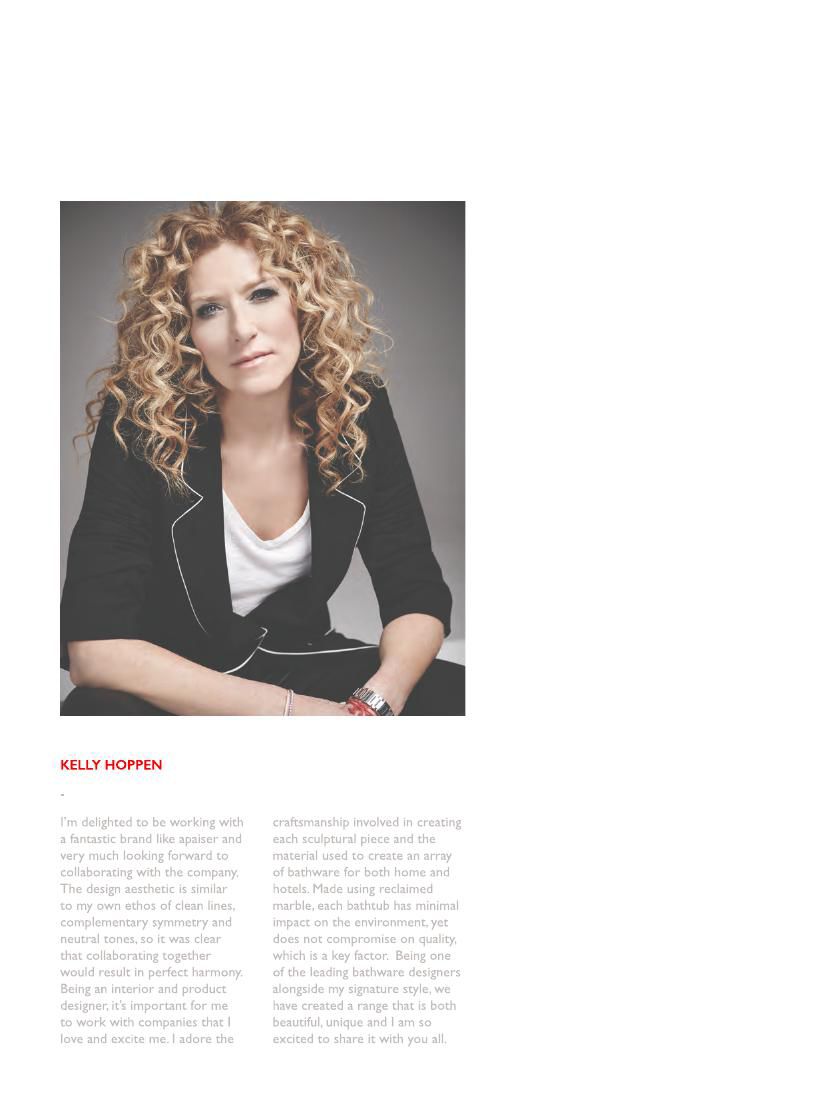 KELLY HOPPEN
-
I'm delighted to be working with
a fantastic brand like apaiser and
very much looking forward to
collaborating with the company.
The design aesthetic is similar
to my own ethos of clean lines,
complementary symmetry and
neutral tones, so it was clear
that collaborating together
would result in perfect harmony.
Being an interior and product
designer, it's important for me
to work with companies that I
love and excite me. I adore the
craftsmanship involved in creating
each sculptural piece and the
material used to create an array
of bathware for both home and
hotels. Made using reclaimed
marble, each bathtub has minimal
impact on the environment, yet
does not compromise on quality,
which is a key factor.  Being one
of the leading bathware designers
alongside my signature style, we
have created a range that is both
beautiful, unique and I am so
excited to share it with you all.